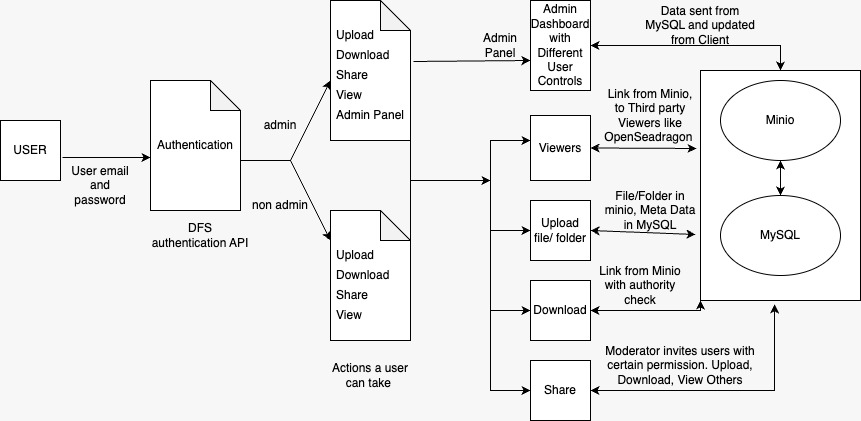 USER
User email
and
password
Authentication
DFS
authentication API
admin
non admin
Upload
Download
Share
View
Admin Panel
Upload
Download
Share
View
Actions a user
can take
Admin
Panel
Admin
Dashboard
with
Different
User
Controls
Viewers
Upload
file/ folder
Download
Share
Data sent from
MySQL and updated
from Client
Link from Minio,
to Third party
Viewers like
OpenSeadragon
File/Folder in
minio, Meta Data
in MySQL
Link from Minio
with authority
check
Moderator invites users with
certain permission. Upload,
Download, View Others
Minio
MySQL